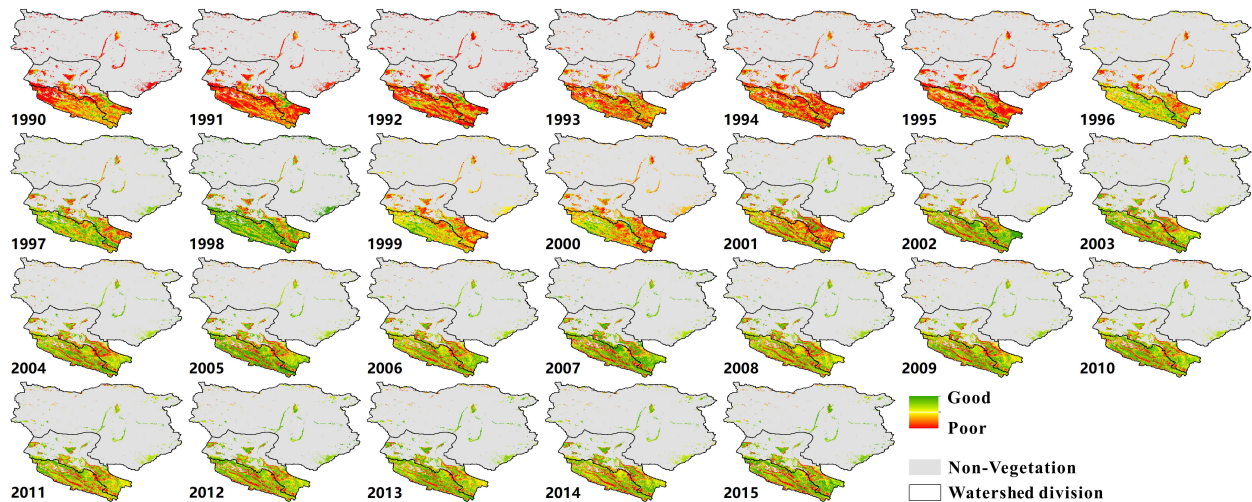 1990 1991 1992 1993 1994 1995 1996
1997 1998 1999 2000 2001 2002 2003
2004 2005 2006 2007 2008 2009 2010
2011 2012 2013 2014 2015
Good
Poor
Non-Vegetation
Watershed division